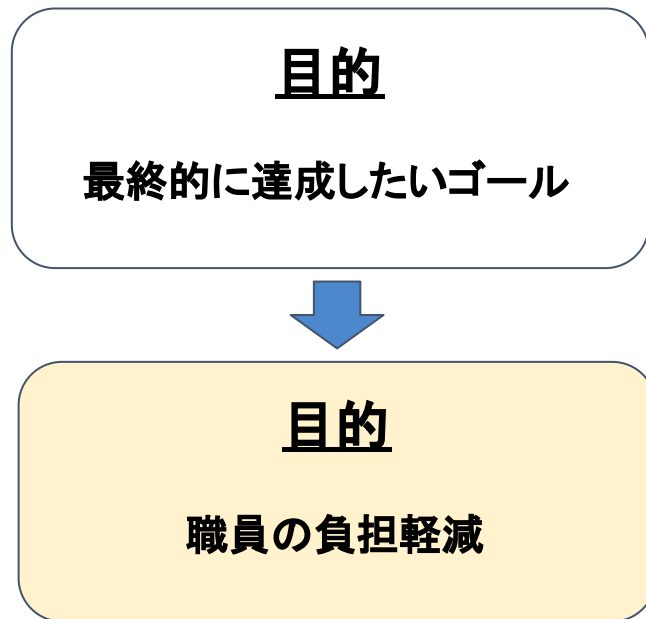 目的
最終的に達成したいゴール
目的
職員の負担軽減